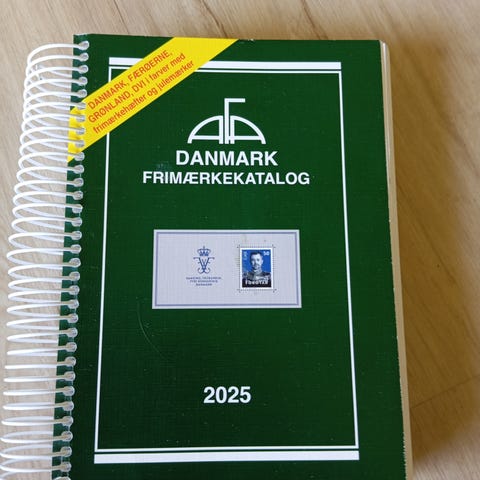 DANMARK, FÆRØERNE,
GRØNLAND, DVI i farver med
frimærkehæfter og julemærker
AFA
DANMARK
FRIMÆRKEKATALOG
FØROYAR
2025